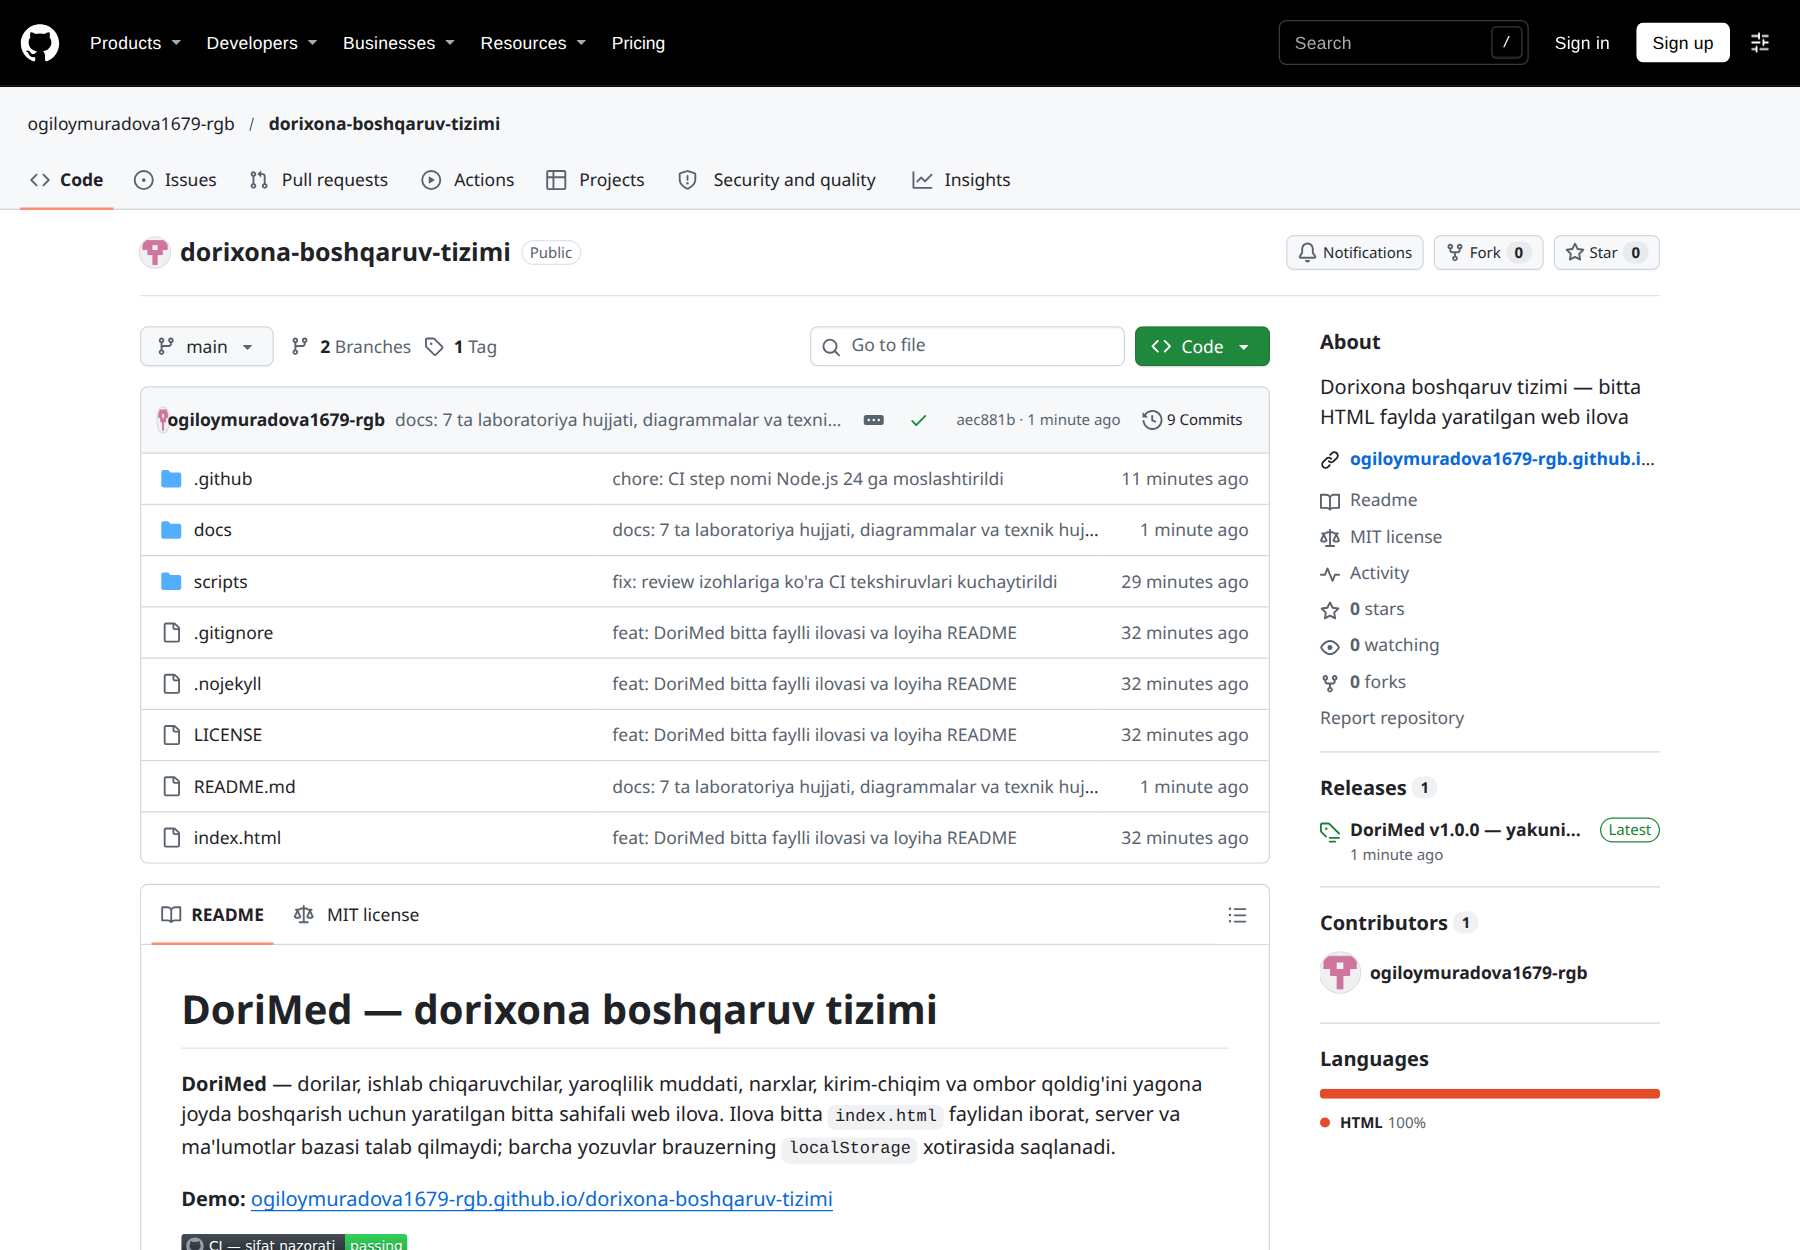 Products Developers Businesses Resources Pricing Search / Sign in Sign up
ogiloymuradova1679-rgb / dorixona-boshqaruv-tizimi
Code Issues Pull requests Actions Projects Security and quality Insights
dorixona-boshqaruv-tizimi Public Notifications Fork 0 Star 0
main 2 Branches 1 Tag Go to file Code
ogiloymuradova1679-rgb docs: 7 ta laboratoriya hujjati, diagrammalar va texni... aec881b · 1 minute ago 9 Commits
.github chore: CI step nomi Node.js 24 ga moslashtirildi 11 minutes ago
docs docs: 7 ta laboratoriya hujjati, diagrammalar va texnik huj... 1 minute ago
scripts fix: review izohlariga ko'ra CI tekshiruvlari kuchaytirildi 29 minutes ago
.gitignore feat: DoriMed bitta faylli ilovasi va loyiha README 32 minutes ago
.nojekyll feat: DoriMed bitta faylli ilovasi va loyiha README 32 minutes ago
LICENSE feat: DoriMed bitta faylli ilovasi va loyiha README 32 minutes ago
README.md docs: 7 ta laboratoriya hujjati, diagrammalar va texnik huj... 1 minute ago
index.html feat: DoriMed bitta faylli ilovasi va loyiha README 32 minutes ago
README MIT license
DoriMed — dorixona boshqaruv tizimi
DoriMed — dorilar, ishlab chiqaruvchilar, yaroqlilik muddati, narxlar, kirim-chiqim va ombor qoldig'ini yagona
joyda boshqarish uchun yaratilgan bitta sahifali web ilova. Ilova bitta index.html faylidan iborat, server va
ma'lumotlar bazasi talab qilmaydi; barcha yozuvlar brauzerning localStorage xotirasida saqlanadi.
Demo: ogiloymuradova1679-rgb.github.io/dorixona-boshqaruv-tizimi
CI — sifat nazorati passing
About
Dorixona boshqaruv tizimi — bitta
HTML faylda yaratilgan web ilova
ogiloymuradova1679-rgb.github.i...
Readme
MIT license
Activity
0 stars
0 watching
0 forks
Report repository
Releases 1
DoriMed v1.0.0 — yakuni... Latest
1 minute ago
Contributors 1
ogiloymuradova1679-rgb
Languages
HTML 100%